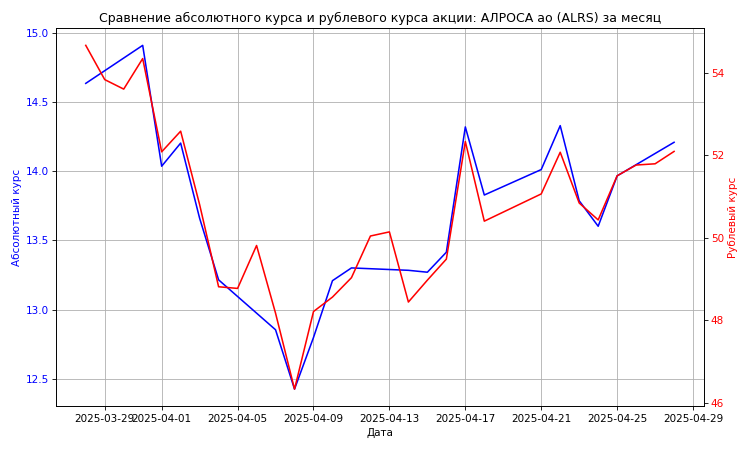 Сравнение абсолютного курса и рублевого курса акции: АЛРОСА ао (ALRS) за месяц
15.0
14.5
14.0
13.5
13.0
12.5
Абсолютный курс
54
52
50
48
46
Рублевый курс
2025-03-29 2025-04-01 2025-04-05 2025-04-09 2025-04-13 2025-04-17 2025-04-21 2025-04-25 2025-04-29
Дата